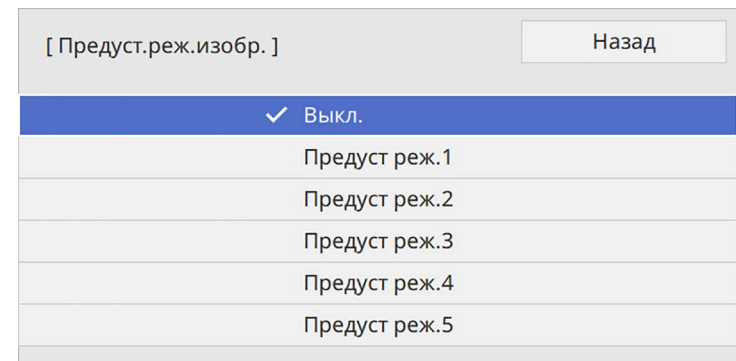 [ Предуст.реж.изобр. ]
Назад
Выкл.
Предуст реж.1
Предуст реж.2
Предуст реж.3
Предуст реж.4
Предуст реж.5